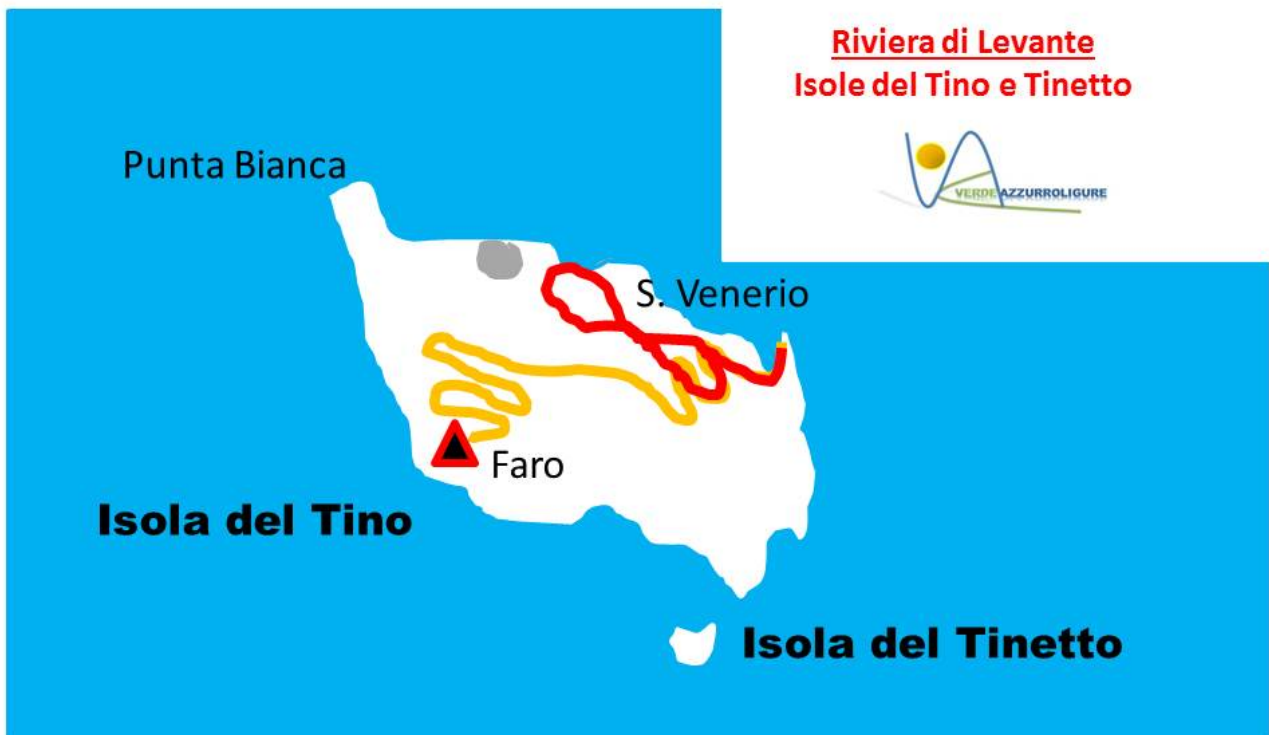 Riviera di Levante
Isole del Tino e Tinetto
VERDEAZZURROLIGURE
Punta Bianca
S. Venerio
Faro
Isola del Tino
Isola del Tinetto